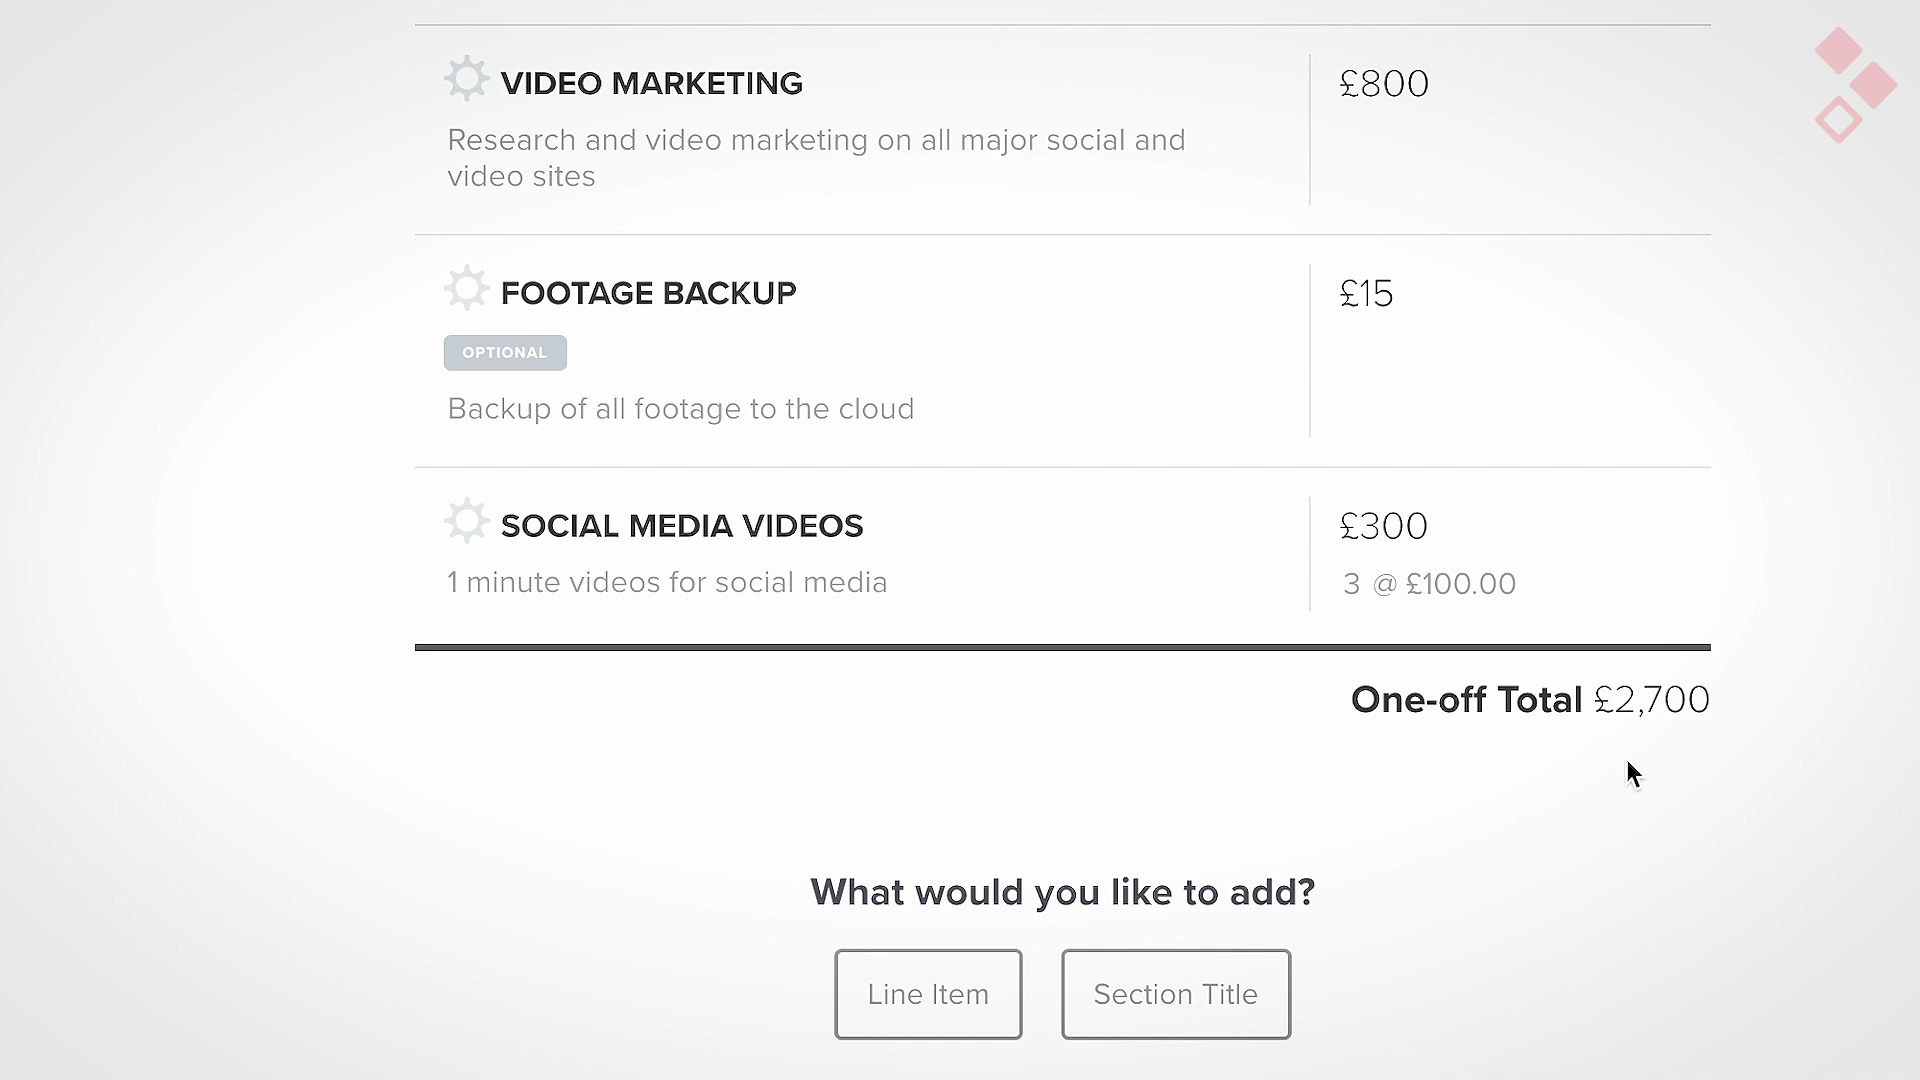 VIDEO MARKETING
£800
Research and video marketing on all major social and
video sites
FOOTAGE BACKUP
£15
OPTIONAL
Backup of all footage to the cloud
SOCIAL MEDIA VIDEOS
£300
1 minute videos for social media
3 @ £100.00
One-off Total £2,700
What would you like to add?
Line Item
Section Title